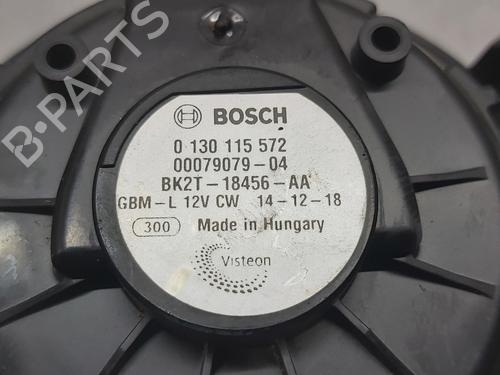 BOSCH
0 130 115 572
00079079-04
BK2T-18456-AA
GBM-L 12V CW 14-12-18
300 Made in Hungary
Visteon